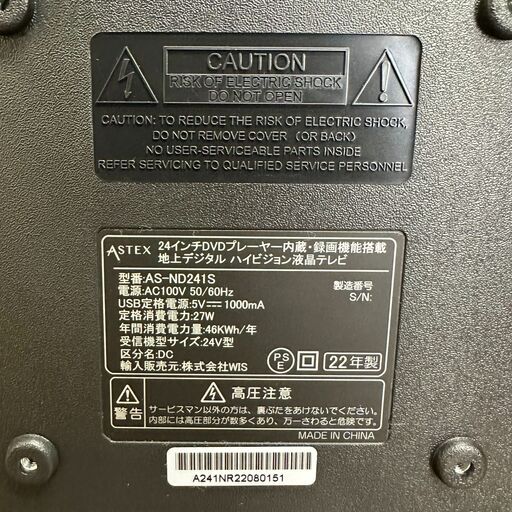 CAUTION
RISK OF ELECTRIC SHOCK
DO NOT OPEN
CAUTION: TO REDUCE THE RISK OF ELECTRIC SHOCK,
DO NOT REMOVE COVER (OR BACK)
NO USER-SERVICEABLE PARTS INSIDE
REFER SERVICING TO QUALIFIED SERVICE PERSONNEL
ASTEX 24インチDVDプレーヤー内蔵・録画機能搭載
地上デジタル ハイビジョン液晶テレビ
型番:AS-ND241S
電源:AC100V 50/60Hz
USB定格電源:5V⎓1000mA
定格消費電力:27W
年間消費電力量:46KWh/年
受信機型サイズ:24V型
区分名:DC
輸入販売元:株式会社WIS
製造番号
S/N:
PSE
22年製
警告
高圧注意
サービスマン以外の方は、裏ぶたをあけないでください。
内部には高圧部分が数多くあり、万一さわると危険です。
MADE IN CHINA
A241NR22080151